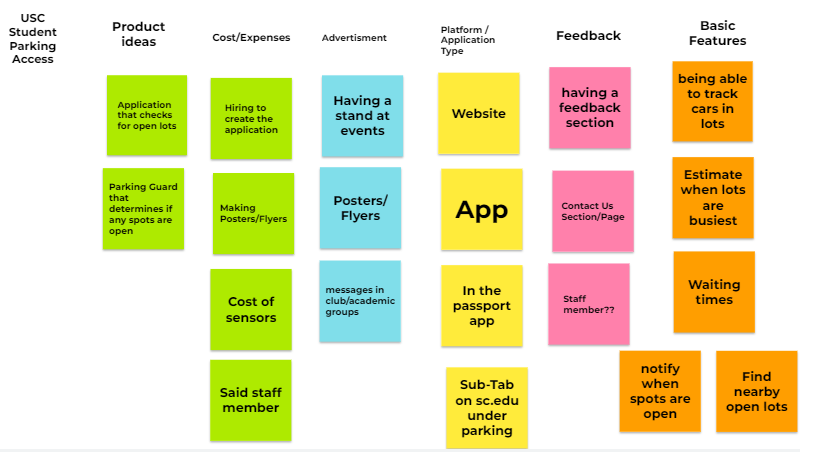 USC
Student
Parking
Access
Product
ideas
Cost/Expenses
Advertisment
Platform /
Application
Type
Feedback
Basic
Features
Application
that checks
for open lots
Parking Guard
that
determines if
any spots are
open
Hiring to
create the
application
Making
Posters/Flyers
Cost of
sensors
Said staff
member
Having a
stand at
events
Posters/
Flyers
messages in
club/academic
groups
Website
App
In the
passport
app
Sub-Tab
on sc.edu
under
parking
having a
feedback
section
Contact Us
Section/Page
Staff
member??
being able
to track
cars in
lots
Estimate
when lots
are
busiest
Waiting
times
notify
when
spots are
open
Find
nearby
open lots